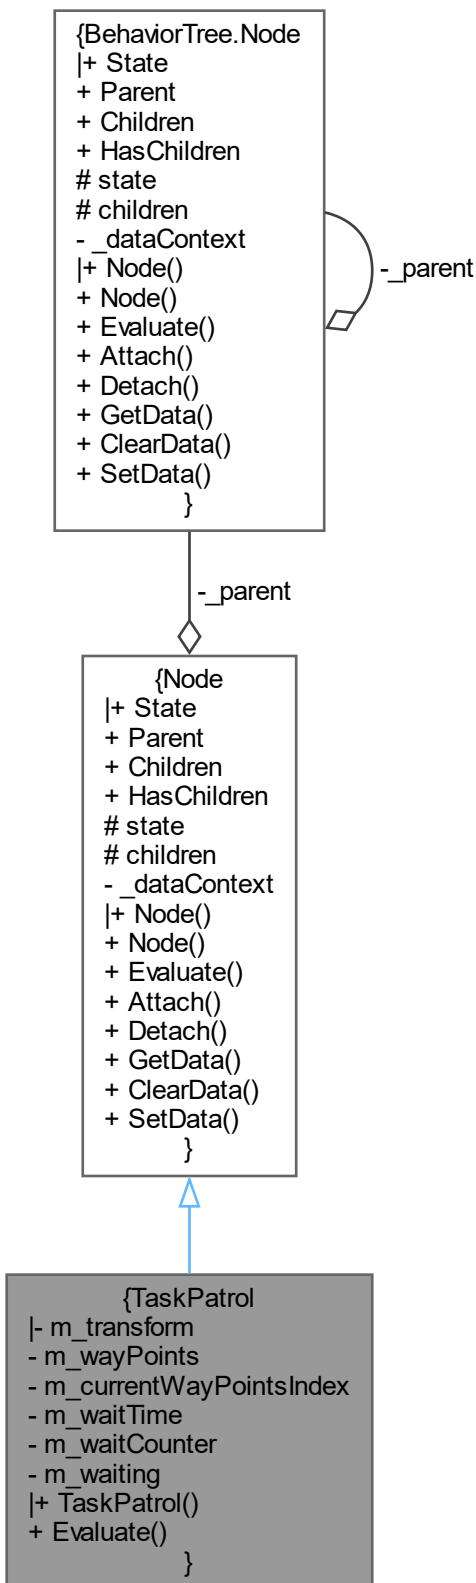 {BehaviorTree.Node
|+ State
+ Parent
+ Children
+ HasChildren
# state
# children
- _dataContext
|+ Node()
+ Node()
+ Evaluate()
+ Attach()
+ Detach()
+ GetData()
+ ClearData()
+ SetData()
}
-_parent
-_parent
{Node
|+ State
+ Parent
+ Children
+ HasChildren
# state
# children
- _dataContext
|+ Node()
+ Node()
+ Evaluate()
+ Attach()
+ Detach()
+ GetData()
+ ClearData()
+ SetData()
}
{TaskPatrol
|- m_transform
- m_wayPoints
- m_currentWayPointsIndex
- m_waitTime
- m_waitCounter
- m_waiting
|+ TaskPatrol()
+ Evaluate()
}